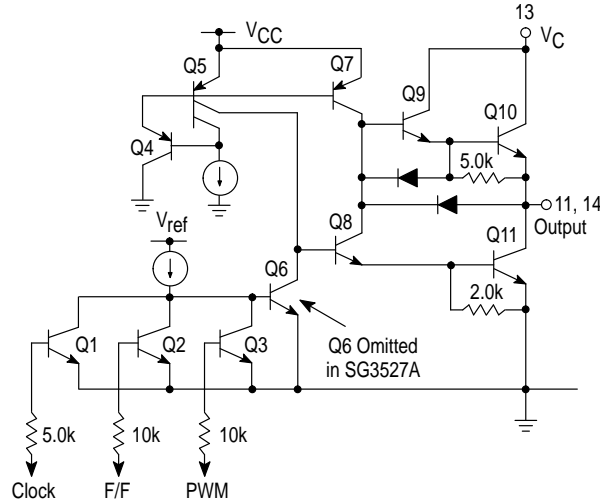 13
VCC
VC
Q5
Q7
Q9
Q10
Q4
5.0k
11, 14
Output
Vref
Q8
Q11
Q6
2.0k
Q1
Q2
Q3
Q6 Omitted
in SG3527A
5.0k
10k
10k
Clock
F/F
PWM